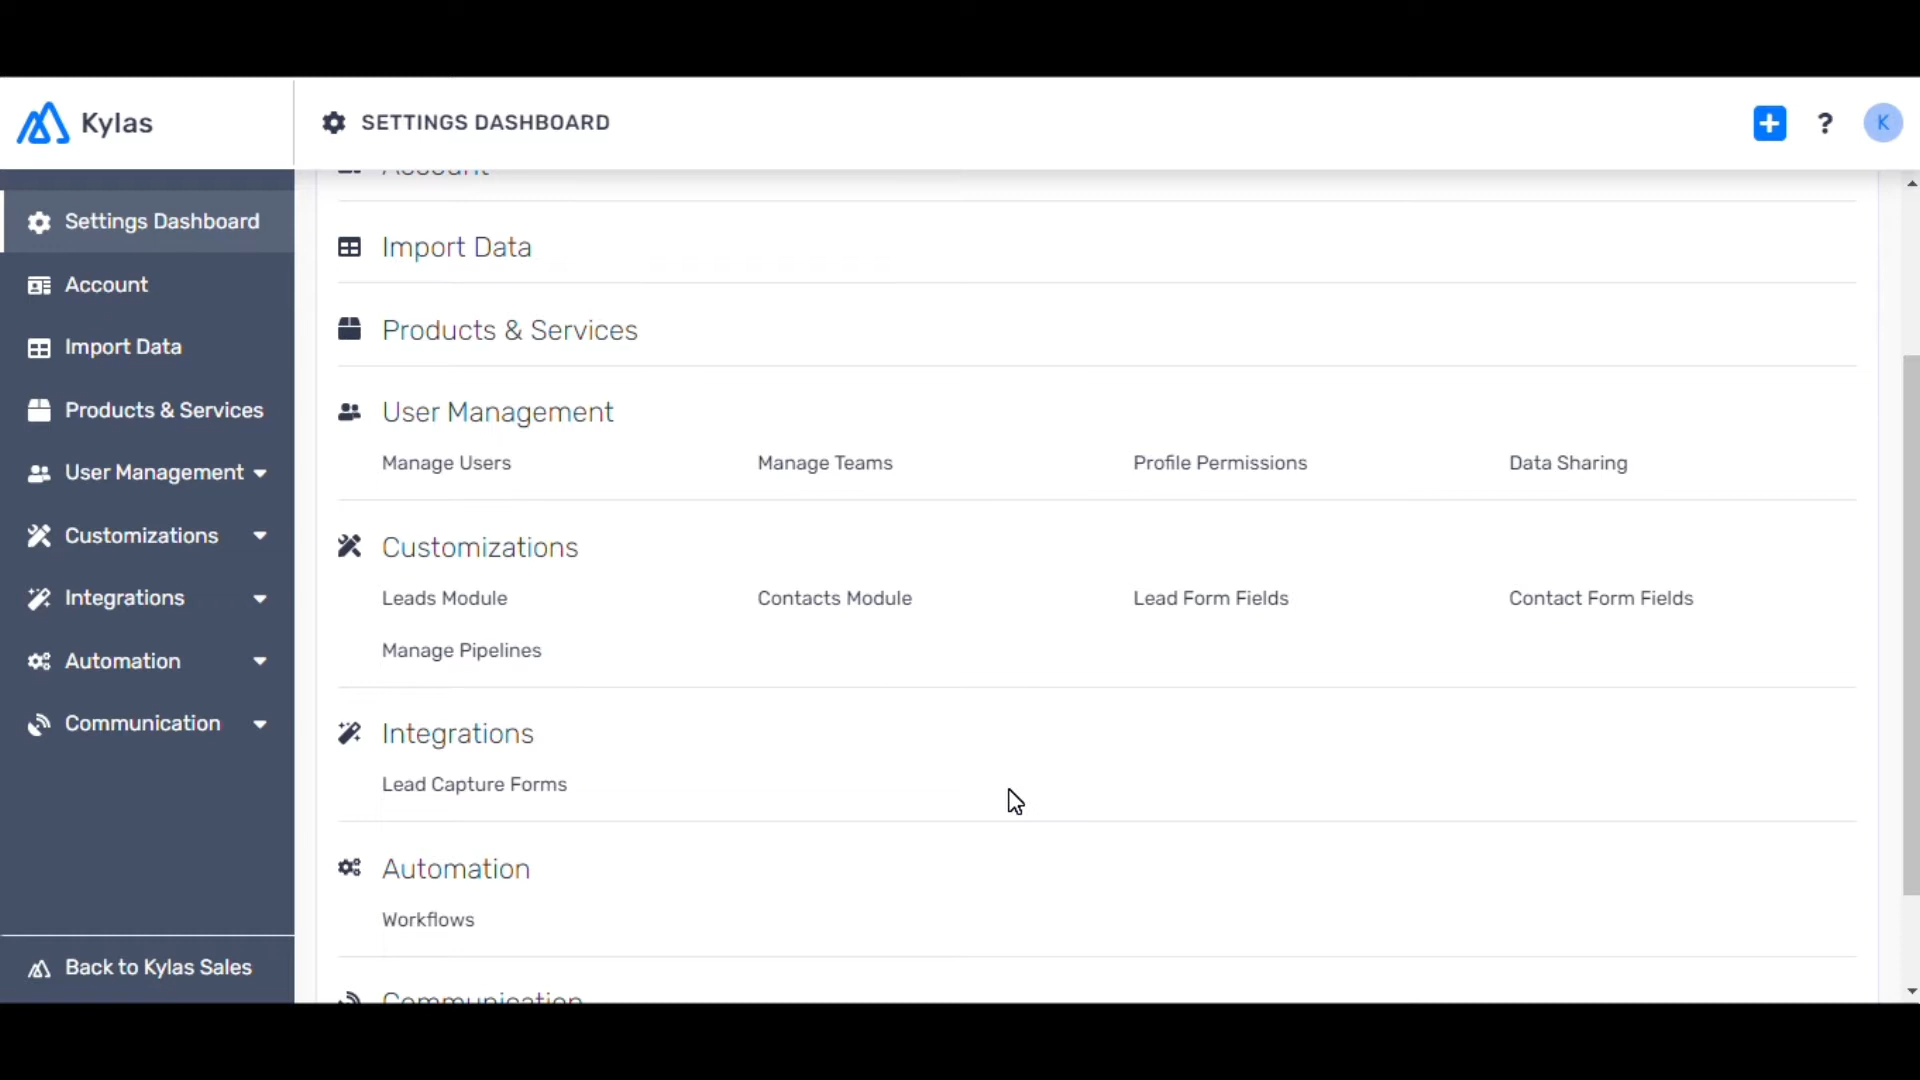 Kylas
SETTINGS DASHBOARD
?
K
Settings Dashboard
Account
Import Data
Products & Services
User Management
Customizations
Integrations
Automation
Communication
Back to Kylas Sales
Account
Import Data
Products & Services
User Management
Manage Users Manage Teams Profile Permissions Data Sharing
Customizations
Leads Module Contacts Module Lead Form Fields Contact Form Fields
Manage Pipelines
Integrations
Lead Capture Forms
Automation
Workflows
Communication